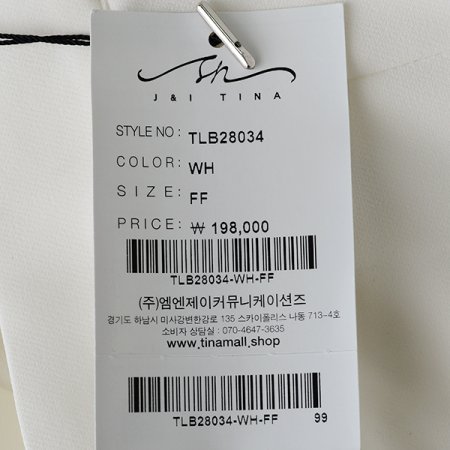 J & I TINA
STYLE NO: TLB28034
COLOR: WH
SIZE: FF
PRICE: ₩ 198,000
TLB28034-WH-FF
(주)엠엔제이커뮤니케이션즈
경기도 하남시 미사강변한강로 135 스카이폴리스 나동 713-4호
소비자 상담실 : 070-4647-3635
www.tinamall.shop
TLB28034-WH-FF 99